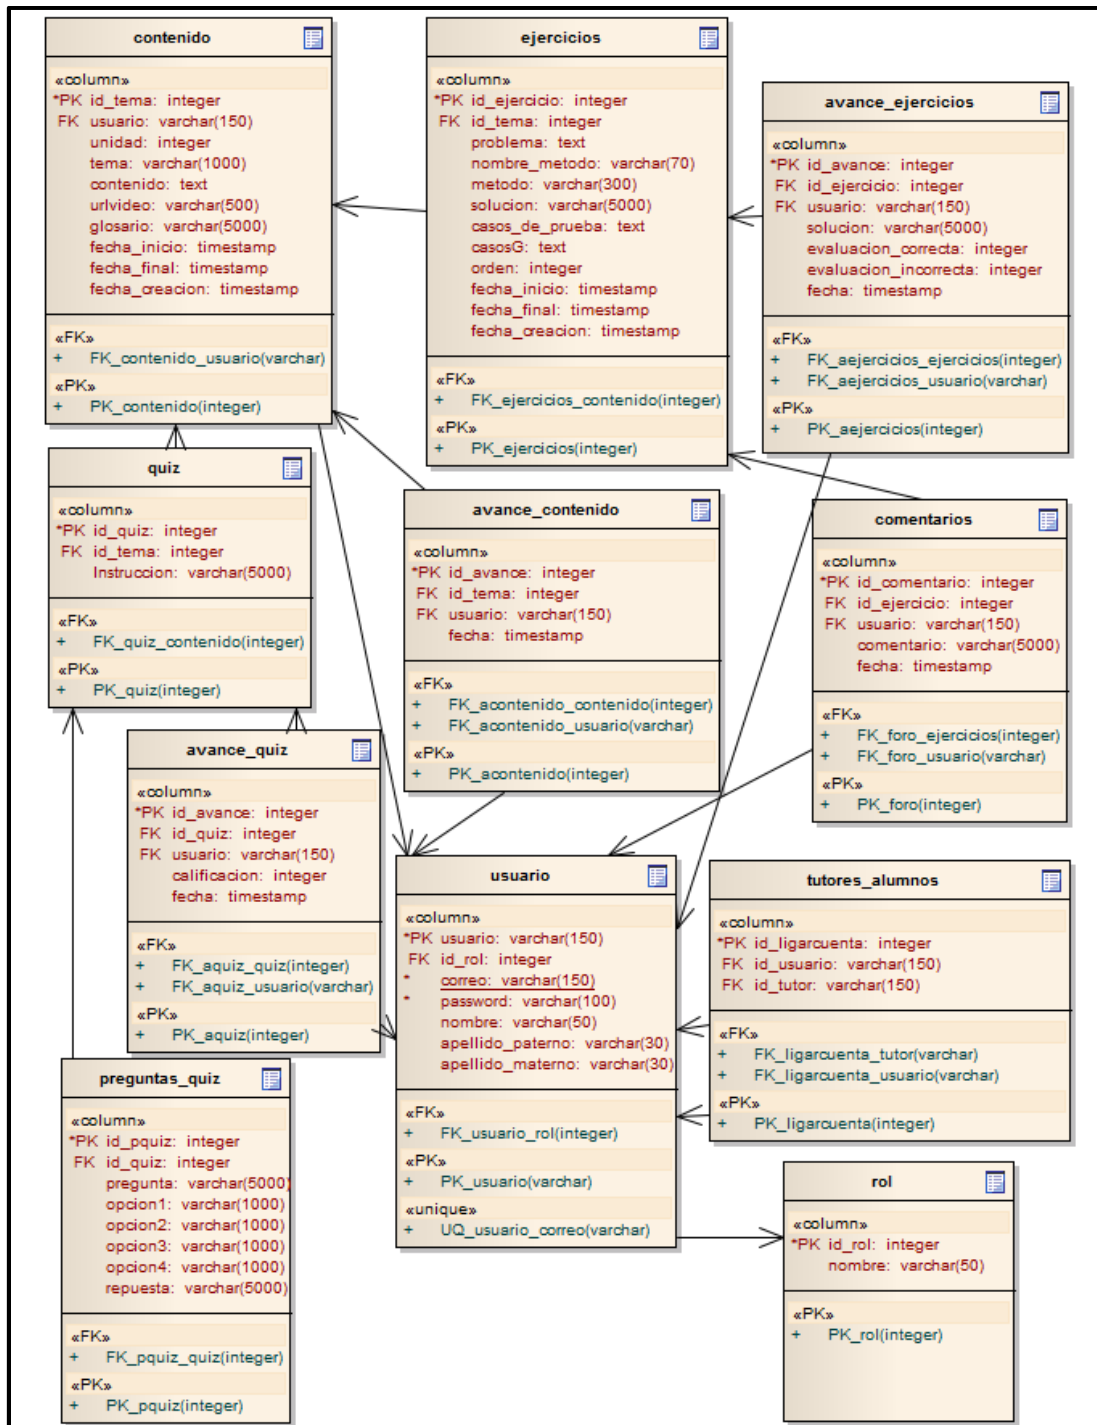 contenido
«column»
*PK id_tema: integer
FK usuario: varchar(150)
unidad: integer
tema: varchar(1000)
contenido: text
urlvideo: varchar(500)
glosario: varchar(5000)
fecha_inicio: timestamp
fecha_final: timestamp
fecha_creacion: timestamp
«FK»
+ FK_contenido_usuario(varchar)
«PK»
+ PK_contenido(integer)
ejercicios
«column»
*PK id_ejercicio: integer
FK id_tema: integer
problema: text
nombre_metodo: varchar(70)
metodo: varchar(300)
solucion: varchar(5000)
casos_de_prueba: text
casosG: text
orden: integer
fecha_inicio: timestamp
fecha_final: timestamp
fecha_creacion: timestamp
«FK»
+ FK_ejercicios_contenido(integer)
«PK»
+ PK_ejercicios(integer)
avance_ejercicios
«column»
*PK id_avance: integer
FK id_ejercicio: integer
FK usuario: varchar(150)
solucion: varchar(5000)
evaluacion_correcta: integer
evaluacion_incorrecta: integer
fecha: timestamp
«FK»
+ FK_aejercicios_ejercicios(integer)
+ FK_aejercicios_usuario(varchar)
«PK»
+ PK_aejercicios(integer)
quiz
«column»
*PK id_quiz: integer
FK id_tema: integer
Instruccion: varchar(5000)
«FK»
+ FK_quiz_contenido(integer)
«PK»
+ PK_quiz(integer)
avance_contenido
«column»
*PK id_avance: integer
FK id_tema: integer
FK usuario: varchar(150)
fecha: timestamp
«FK»
+ FK_acontenido_contenido(integer)
+ FK_acontenido_usuario(varchar)
«PK»
+ PK_acontenido(integer)
comentarios
«column»
*PK id_comentario: integer
FK id_ejercicio: integer
FK usuario: varchar(150)
comentario: varchar(5000)
fecha: timestamp
«FK»
+ FK_foro_ejercicios(integer)
+ FK_foro_usuario(varchar)
«PK»
+ PK_foro(integer)
avance_quiz
«column»
*PK id_avance: integer
FK id_quiz: integer
FK usuario: varchar(150)
calificacion: integer
fecha: timestamp
«FK»
+ FK_aquiz_quiz(integer)
+ FK_aquiz_usuario(varchar)
«PK»
+ PK_aquiz(integer)
usuario
«column»
*PK usuario: varchar(150)
FK id_rol: integer
* correo: varchar(150)
* password: varchar(100)
nombre: varchar(50)
apellido_paterno: varchar(30)
apellido_materno: varchar(30)
«FK»
+ FK_usuario_rol(integer)
«PK»
+ PK_usuario(varchar)
«unique»
+ UQ_usuario_correo(varchar)
tutores_alumnos
«column»
*PK id_ligarcuenta: integer
FK id_usuario: varchar(150)
FK id_tutor: varchar(150)
«FK»
+ FK_ligarcuenta_tutor(varchar)
+ FK_ligarcuenta_usuario(varchar)
«PK»
+ PK_ligarcuenta(integer)
preguntas_quiz
«column»
*PK id_pquiz: integer
FK id_quiz: integer
pregunta: varchar(5000)
opcion1: varchar(1000)
opcion2: varchar(1000)
opcion3: varchar(1000)
opcion4: varchar(1000)
repuesta: varchar(5000)
«FK»
+ FK_pquiz_quiz(integer)
«PK»
+ PK_pquiz(integer)
rol
«column»
*PK id_rol: integer
nombre: varchar(50)
«PK»
+ PK_rol(integer)